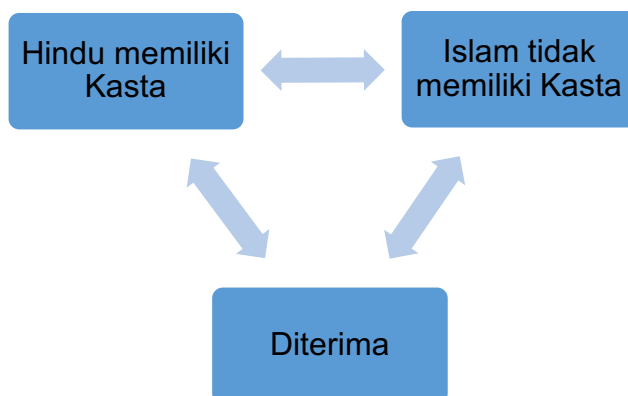 Hindu memiliki
Kasta
Islam tidak
memiliki Kasta
Diterima